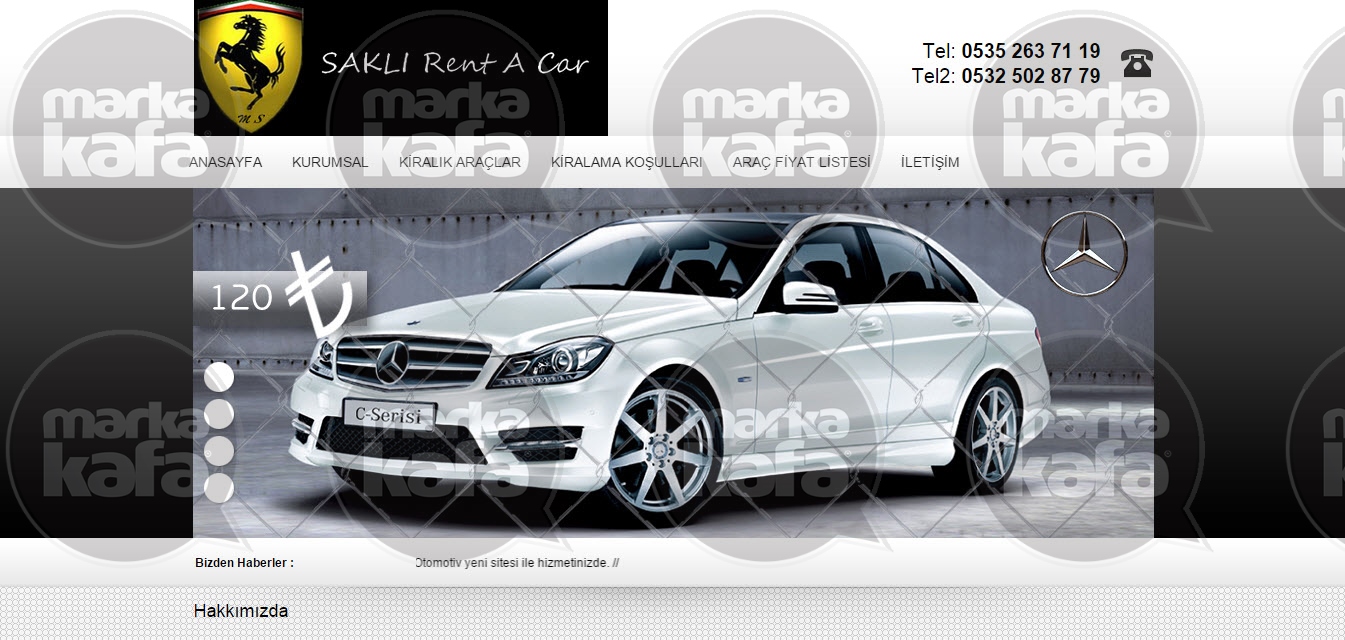 SAKLI Rent A Car
M S
Tel: 0535 263 71 19
Tel2: 0532 502 87 79
marka kafa
ANASAYFA KURUMSAL KİRALIK ARAÇLAR KİRALAMA KOŞULLARI ARAÇ FİYAT LİSTESİ İLETİŞİM
120 ₺
C-Serisi
Bizden Haberler :
Otomotiv yeni sitesi ile hizmetinizde. //
Hakkımızda